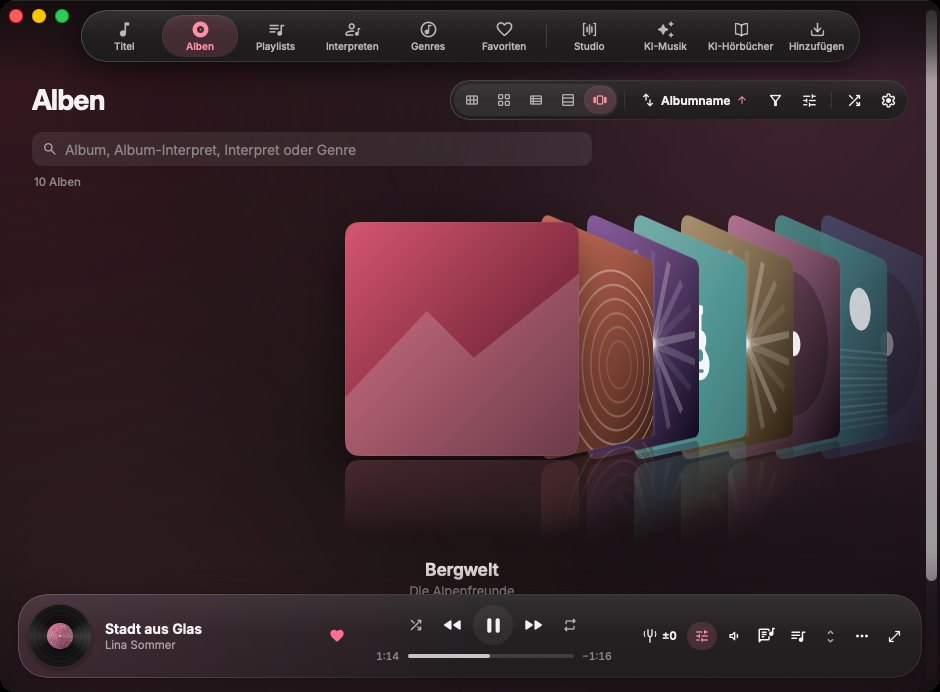 Titel
Alben
Playlists
Interpreten
Genres
Favoriten
Studio
KI-Musik
KI-Hörbücher
Hinzufügen
Alben
Albumname
Album, Album-Interpret, Interpret oder Genre
10 Alben
Bergwelt
Die Alpenfreunde
Stadt aus Glas
Lina Sommer
1:14
−1:16
±0